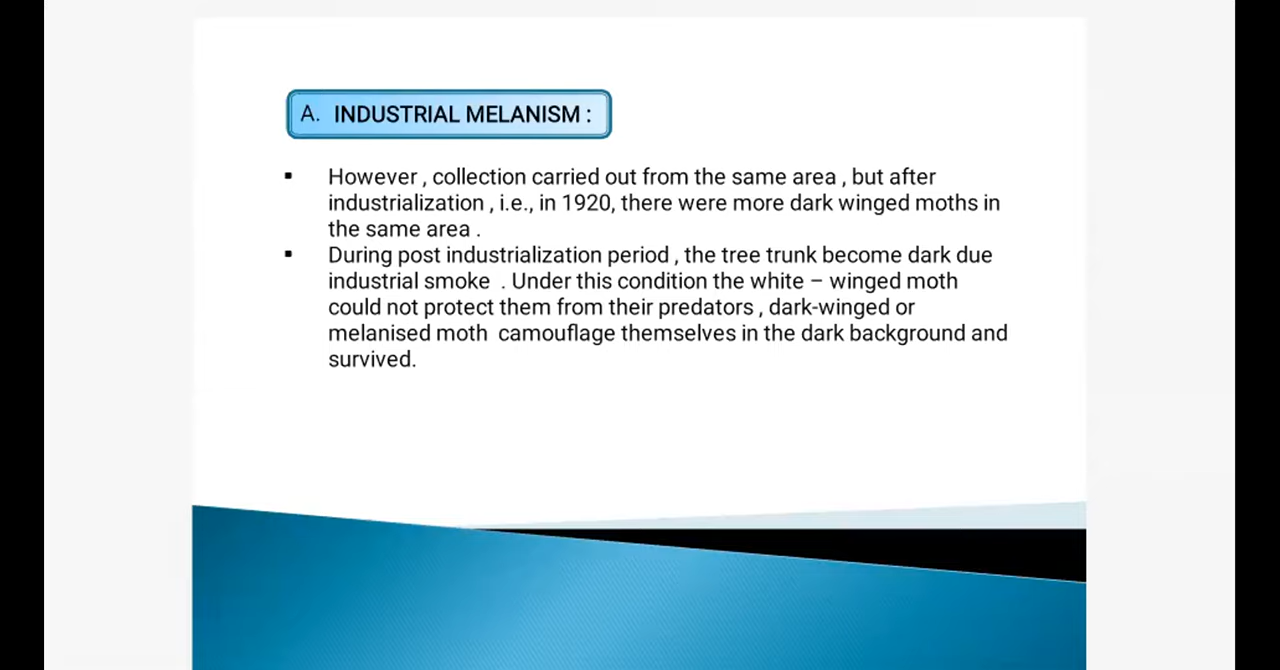 A. INDUSTRIAL MELANISM :
▪ However , collection carried out from the same area , but after
industrialization , i.e., in 1920, there were more dark winged moths in
the same area .
▪ During post industrialization period , the tree trunk become dark due
industrial smoke . Under this condition the white – winged moth
could not protect them from their predators , dark-winged or
melanised moth camouflage themselves in the dark background and
survived.